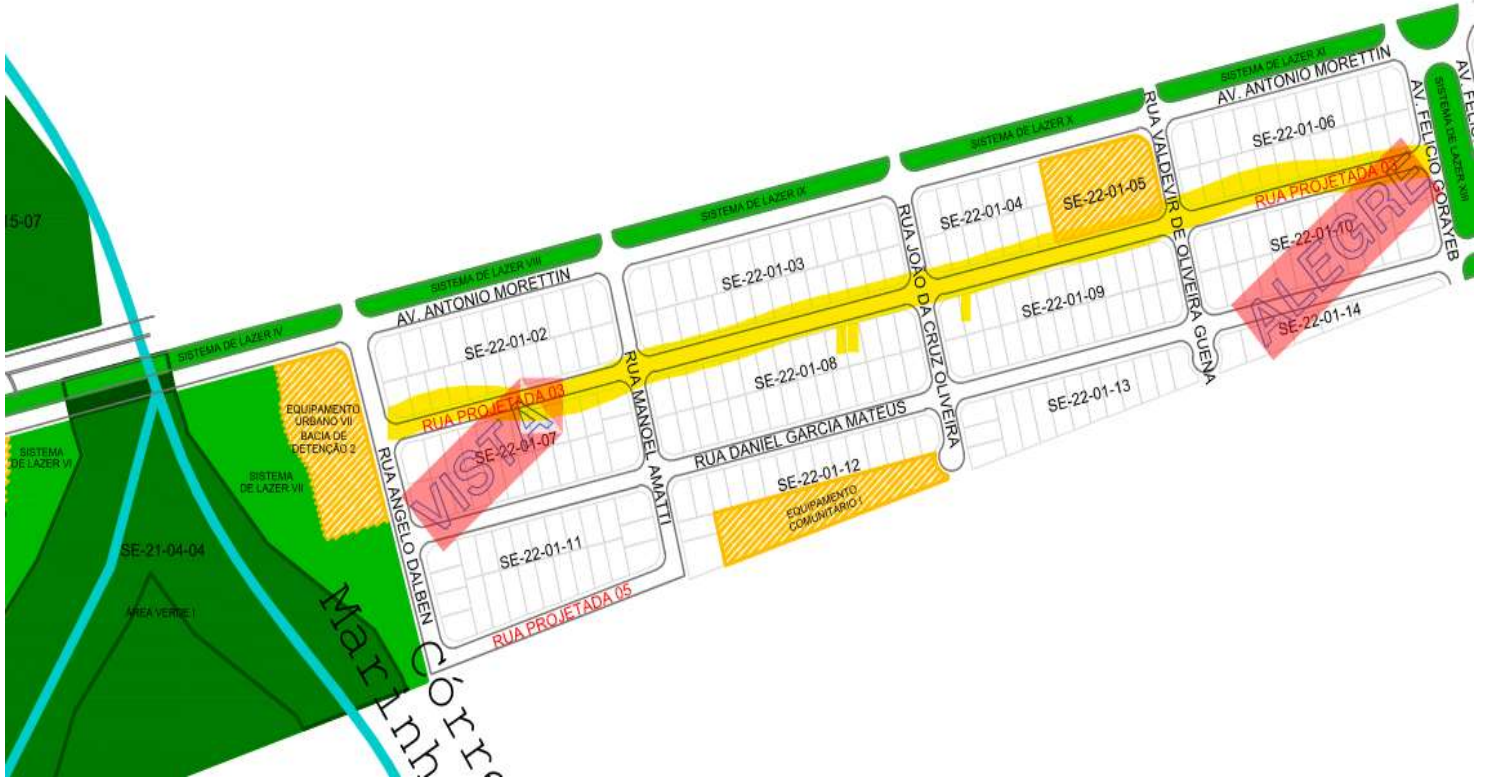 SISTEMA DE LAZER XI
AV. ANTONIO MORETTIN
AV. FELICIO GORAYEB
SISTEMA DE LAZER XIII
SISTEMA DE LAZER X
RUA VALDEVIR DE OLIVEIRA GUENA
SE-22-01-06
SE-22-01-05
SE-22-01-04
RUA PROJETADA 03
SISTEMA DE LAZER IX
RUA JOÃO DA CRUZ OLIVEIRA
SE-22-01-10
ALEGRE
15-07
SISTEMA DE LAZER VIII
AV. ANTONIO MORETTIN
SE-22-01-03
SE-22-01-09
SE-22-01-14
SISTEMA DE LAZER IV
SE-22-01-02
RUA MANOEL AMATTI
SE-22-01-08
SE-22-01-13
EQUIPAMENTO
URBANO VII
BACIA DE
DETENÇÃO 2
RUA PROJETADA 03
SE-22-01-07
VISTA
RUA DANIEL GARCIA MATEUS
SISTEMA
DE LAZER VI
SISTEMA
DE LAZER VII
RUA ANGELO DALBEN
SE-22-01-12
EQUIPAMENTO
COMUNITÁRIO I
SE-21-04-04
SE-22-01-11
ÁREA VERDE I
RUA PROJETADA 05
Córre
Marinh